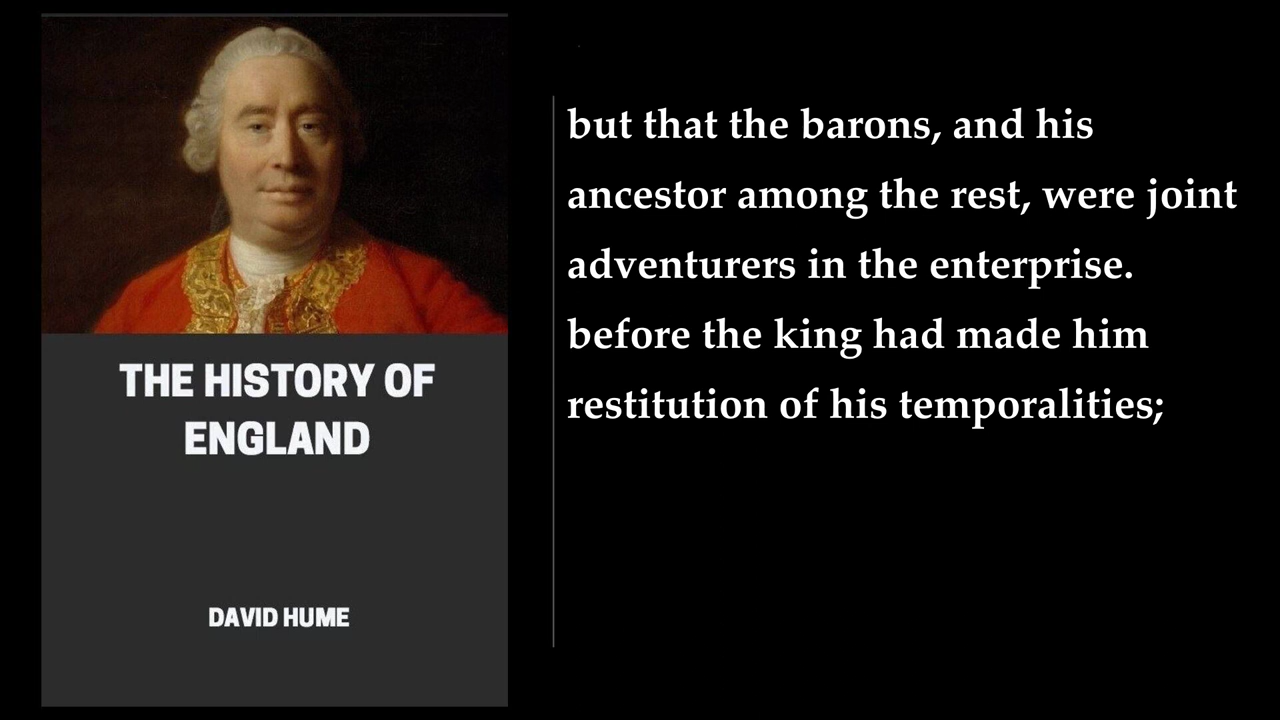 THE HISTORY OF
ENGLAND
DAVID HUME
but that the barons, and his
ancestor among the rest, were joint
adventurers in the enterprise.
before the king had made him
restitution of his temporalities;